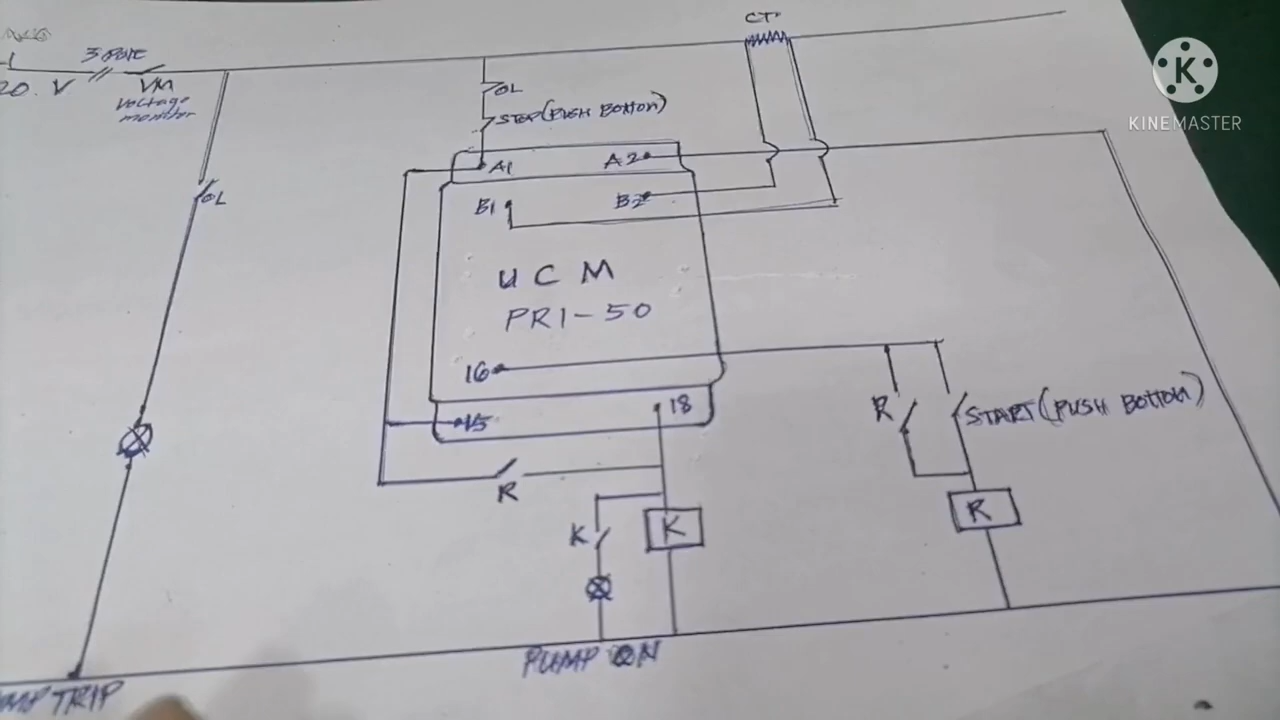 CT
3 POLE
20. V
VM
VOLTAGE
MONITOR
OL
STOP (PUSH BOTTON)
K
KINEMASTER
A1
A2
OL
B1
B2
UCM
PR1-50
16
15
18
R
START (PUSH BOTTON)
R
R
K
K
PUMP ON
MP TRIP